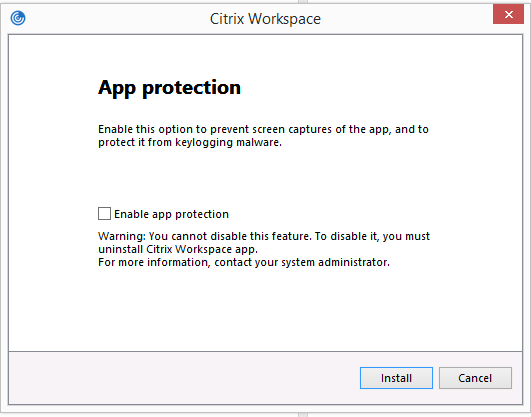 Citrix Workspace
App protection
Enable this option to prevent screen captures of the app, and to
protect it from keylogging malware.
Enable app protection
Warning: You cannot disable this feature. To disable it, you must
uninstall Citrix Workspace app.
For more information, contact your system administrator.
Install Cancel